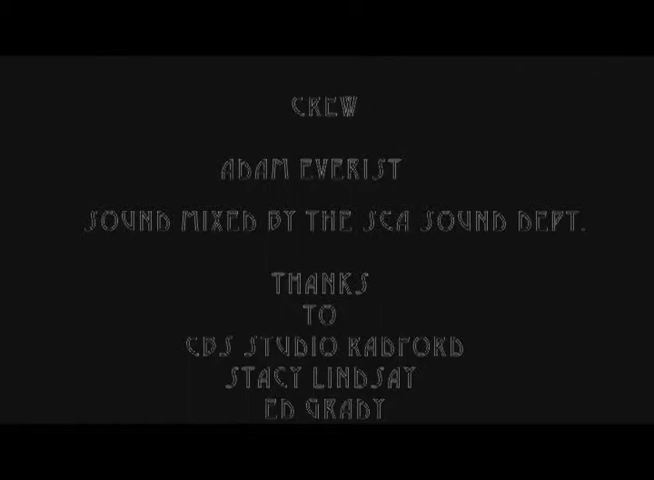 CREW
ADAM EVERIST
SOUND MIXED BY THE SCA SOUND DEPT.
THANKS
TO
CBS STUDIO RADFORD
STACY LINDSAY
ED GRADY